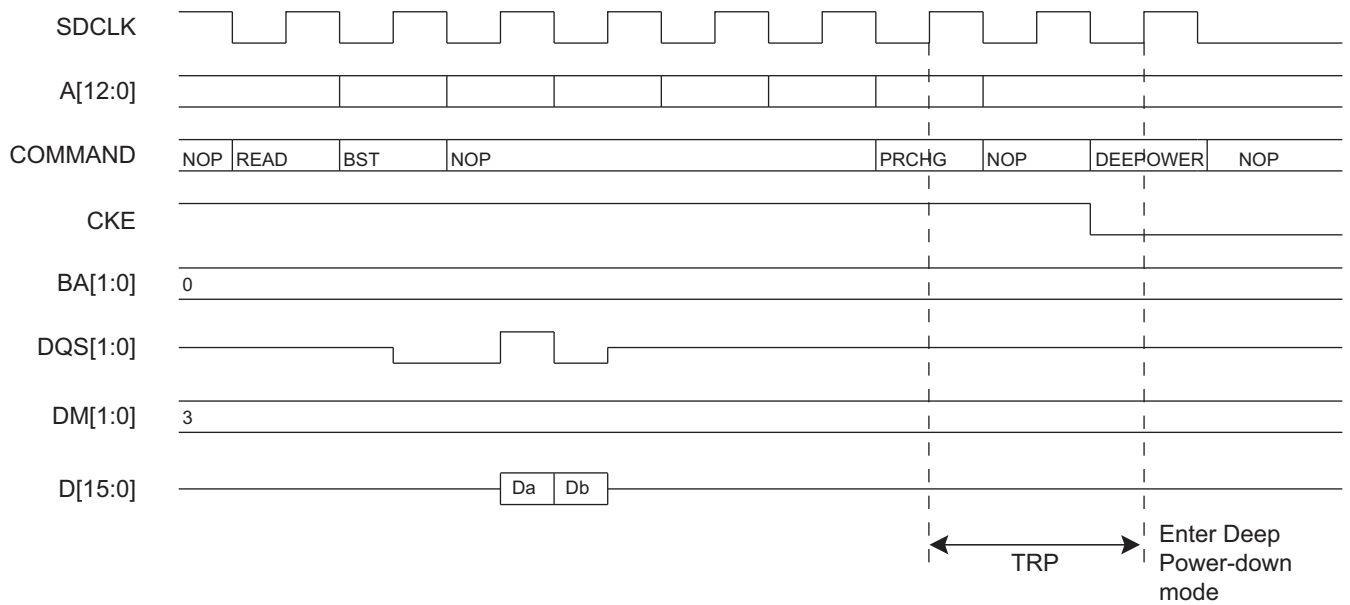 SDCLK
A[12:0]
COMMAND NOP READ BST NOP PRCHG NOP DEEPOWER NOP
CKE
BA[1:0] 0
DQS[1:0]
DM[1:0] 3
D[15:0] Da Db
TRP
Enter Deep
Power-down
mode